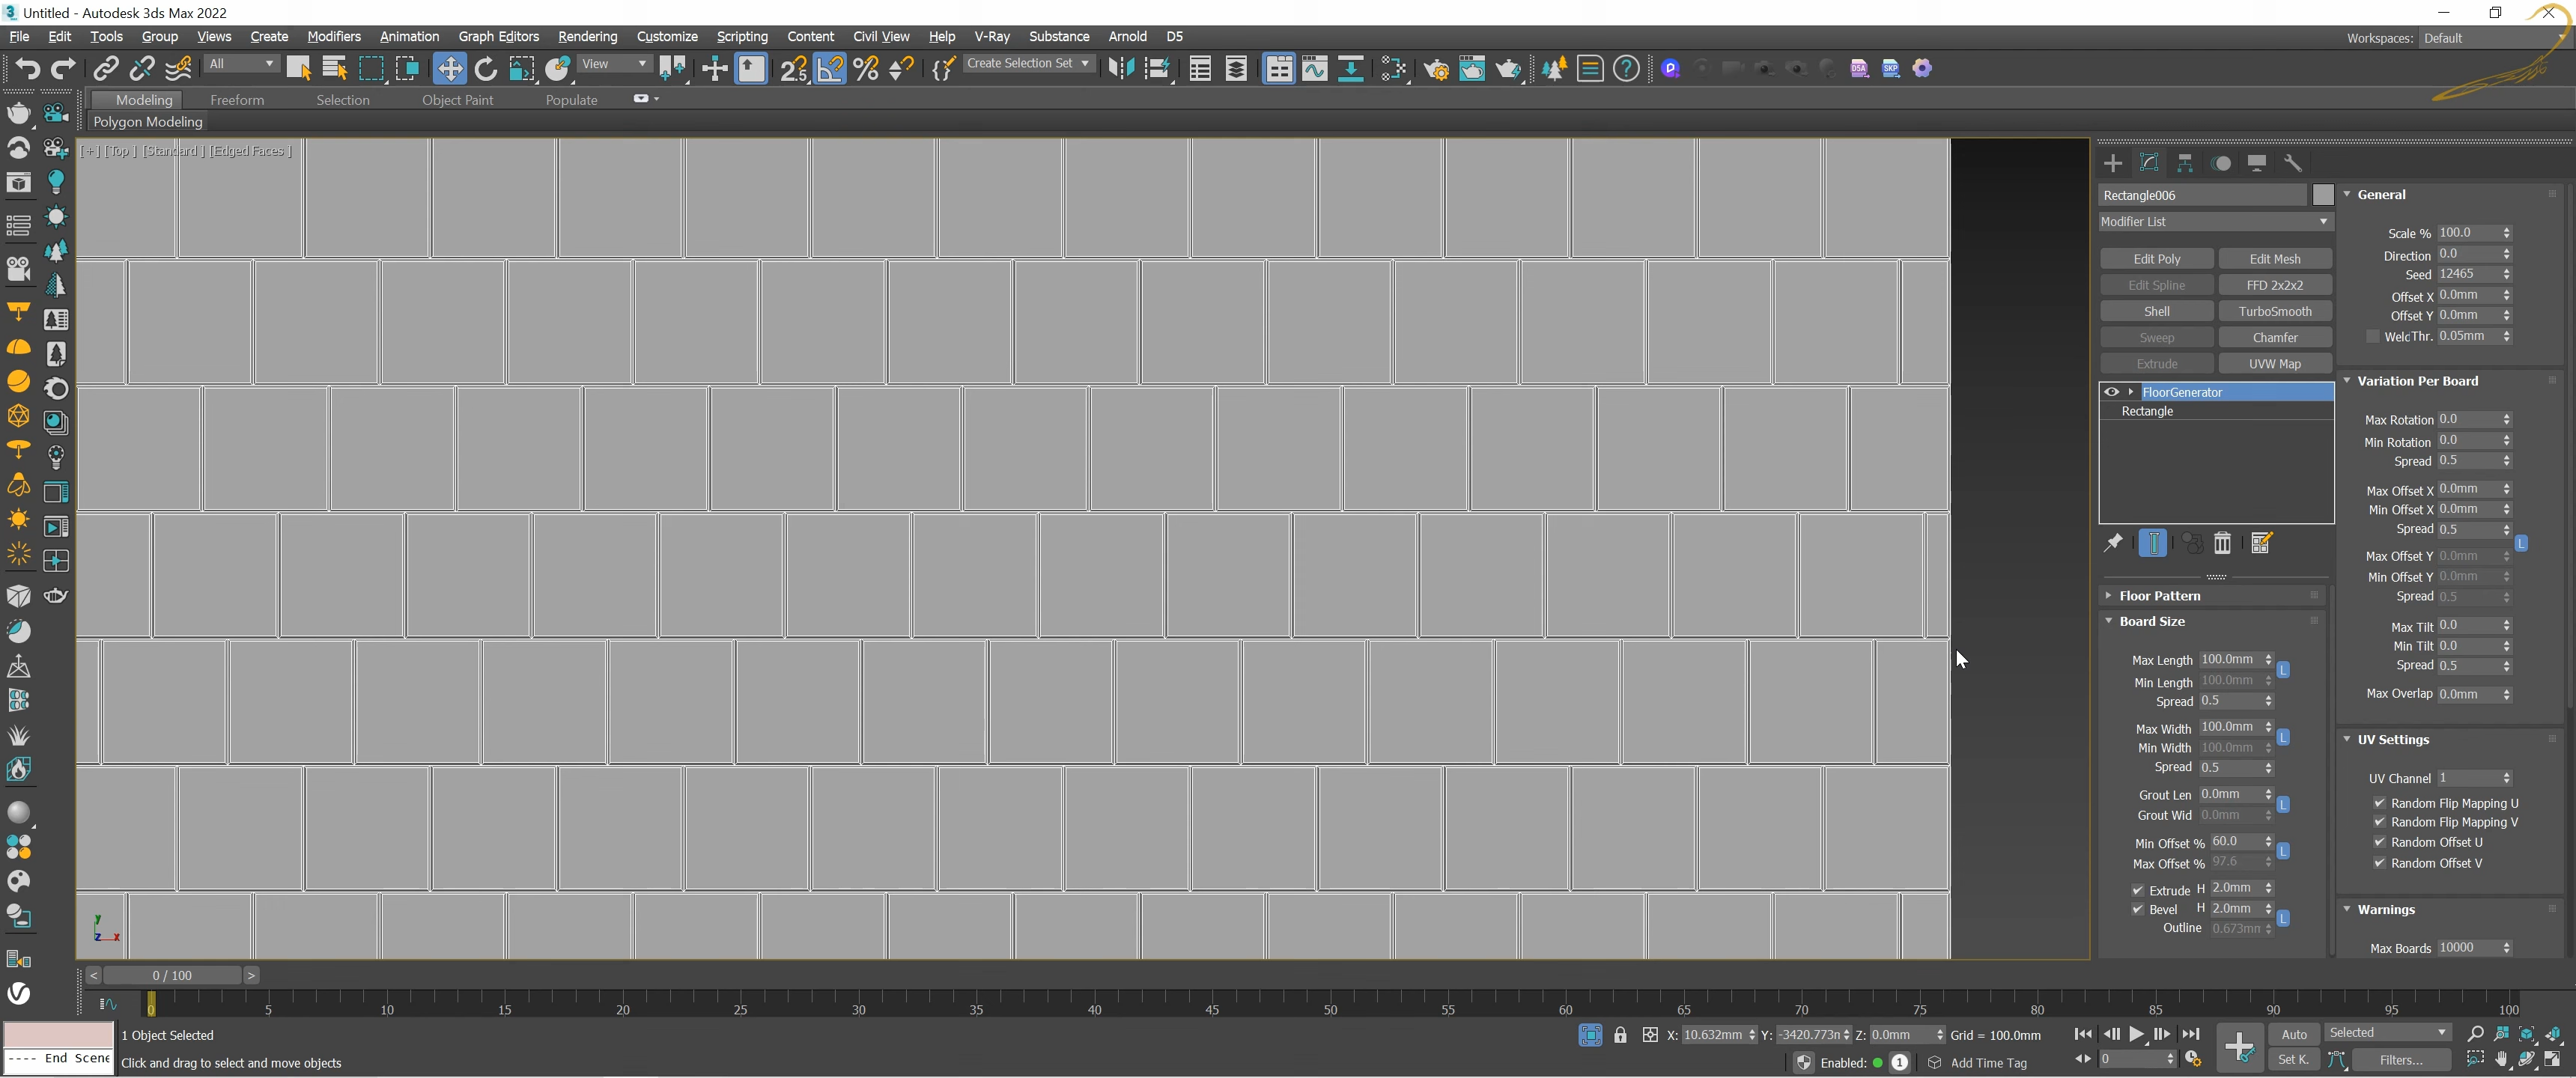 Untitled - Autodesk 3ds Max 2022
File Edit Tools Group Views Create Modifiers Animation Graph Editors Rendering Customize Scripting Content Civil View Help V-Ray Substance Arnold D5
Workspaces: Default
All View Create Selection Set
Modeling Freeform Selection Object Paint Populate
Polygon Modeling
[+] [Top ] [Standard ] [Edged Faces ]
Rectangle006
Modifier List
Edit Poly Edit Mesh
Edit Spline FFD 2x2x2
Shell TurboSmooth
Sweep Chamfer
Extrude UVW Map
FloorGenerator
Rectangle
Floor Pattern
Board Size
Max Length 100.0mm L
Min Length 100.0mm
Spread 0.5
Max Width 100.0mm L
Min Width 100.0mm
Spread 0.5
Grout Len 0.0mm L
Grout Wid 0.0mm
Min Offset % 60.0 L
Max Offset % 97.6
Extrude H 2.0mm
Bevel H 2.0mm L
Outline 0.673mn
General
Scale % 100.0
Direction 0.0
Seed 12465
Offset X 0.0mm
Offset Y 0.0mm
WelcThr. 0.05mm
Variation Per Board
Max Rotation 0.0
Min Rotation 0.0
Spread 0.5
Max Offset X 0.0mm
Min Offset X 0.0mm
Spread 0.5 L
Max Offset Y 0.0mm
Min Offset Y 0.0mm
Spread 0.5
Max Tilt 0.0
Min Tilt 0.0
Spread 0.5
Max Overlap 0.0mm
UV Settings
UV Channel 1
Random Flip Mapping U
Random Flip Mapping V
Random Offset U
Random Offset V
Warnings
Max Boards 10000
y
z x
< 0 / 100 >
0 5 10 15 20 25 30 35 40 45 50 55 60 65 70 75 80 85 90 95 100
1 Object Selected
X: 10.632mm Y: -3420.773n Z: 0.0mm Grid = 100.0mm
Auto Selected
---- End Scene
Click and drag to select and move objects
Enabled: 1 Add Time Tag
0 Set K. Filters...